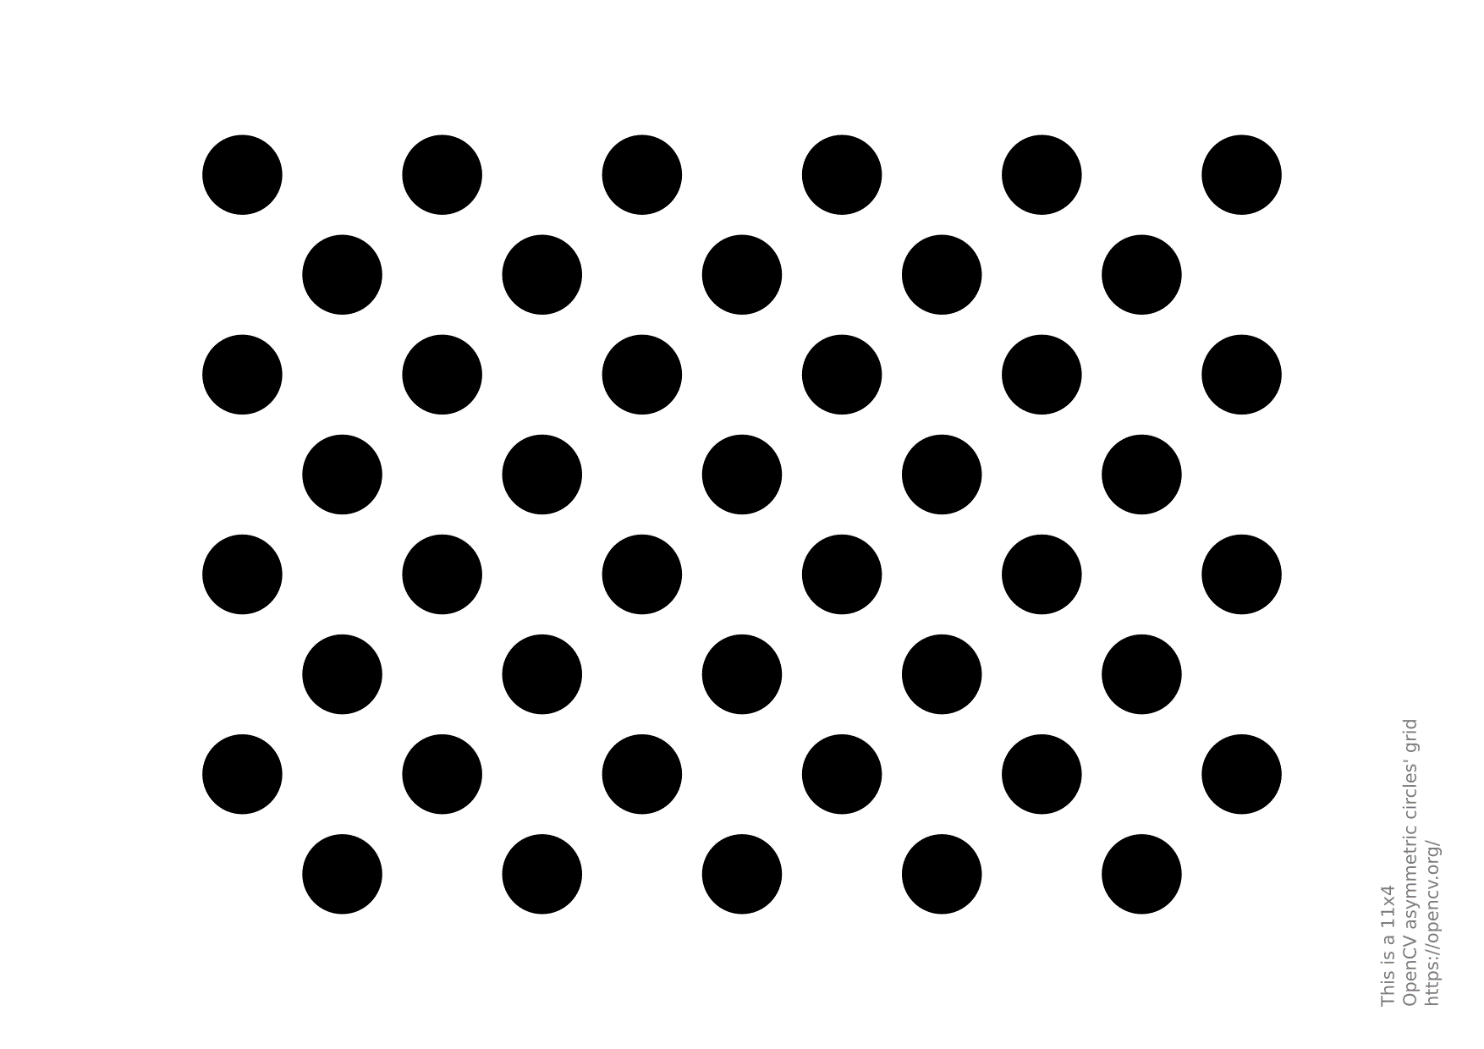 This is a 11x4
OpenCV asymmetric circles' grid
https://opencv.org/